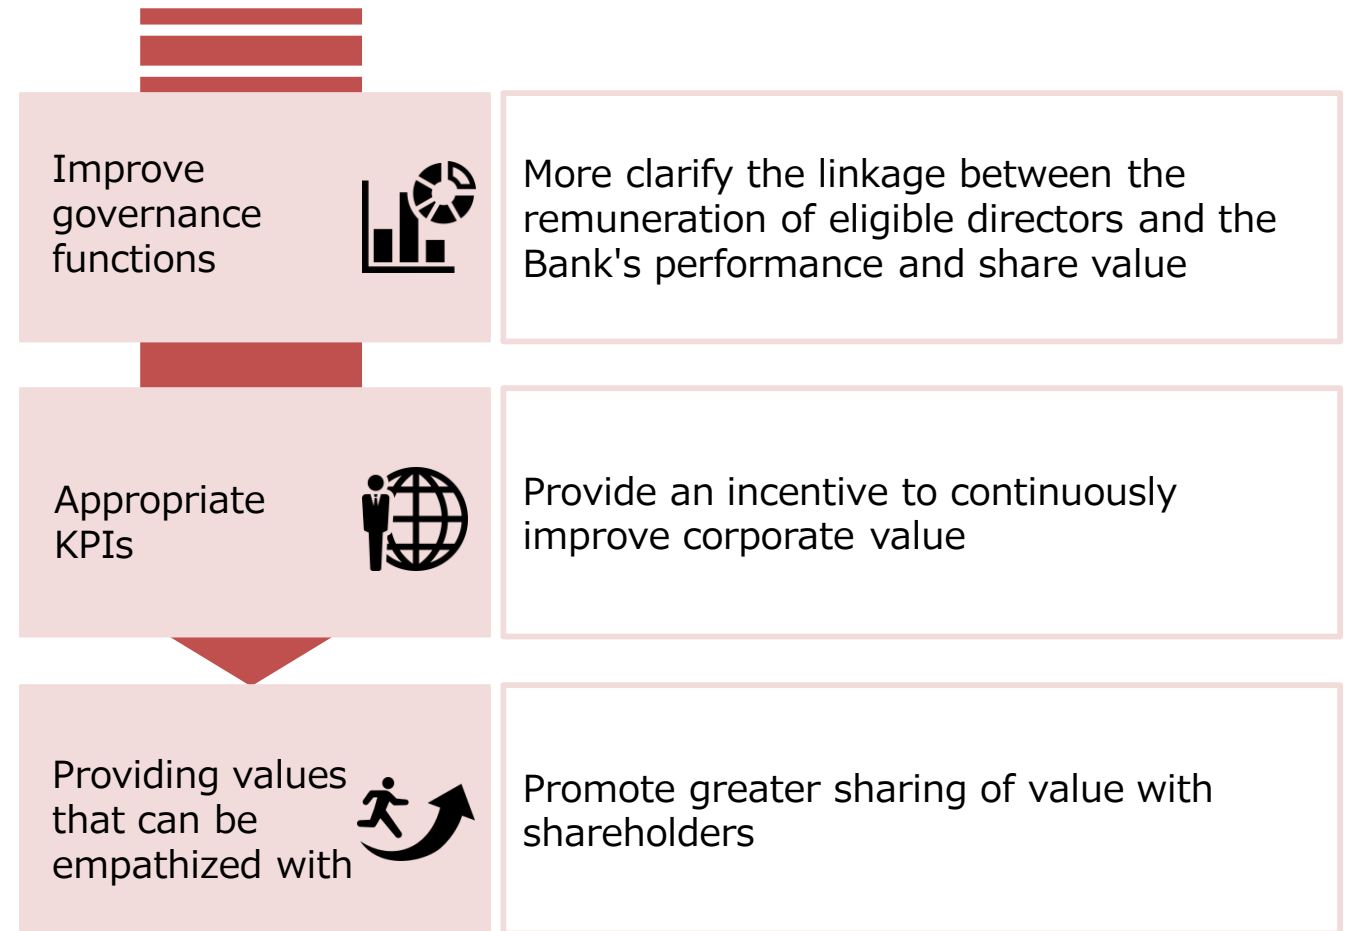 Improve
governance
functions
More clarify the linkage between the
remuneration of eligible directors and the
Bank's performance and share value
Appropriate
KPIs
Provide an incentive to continuously
improve corporate value
Providing values
that can be
empathized with
Promote greater sharing of value with
shareholders